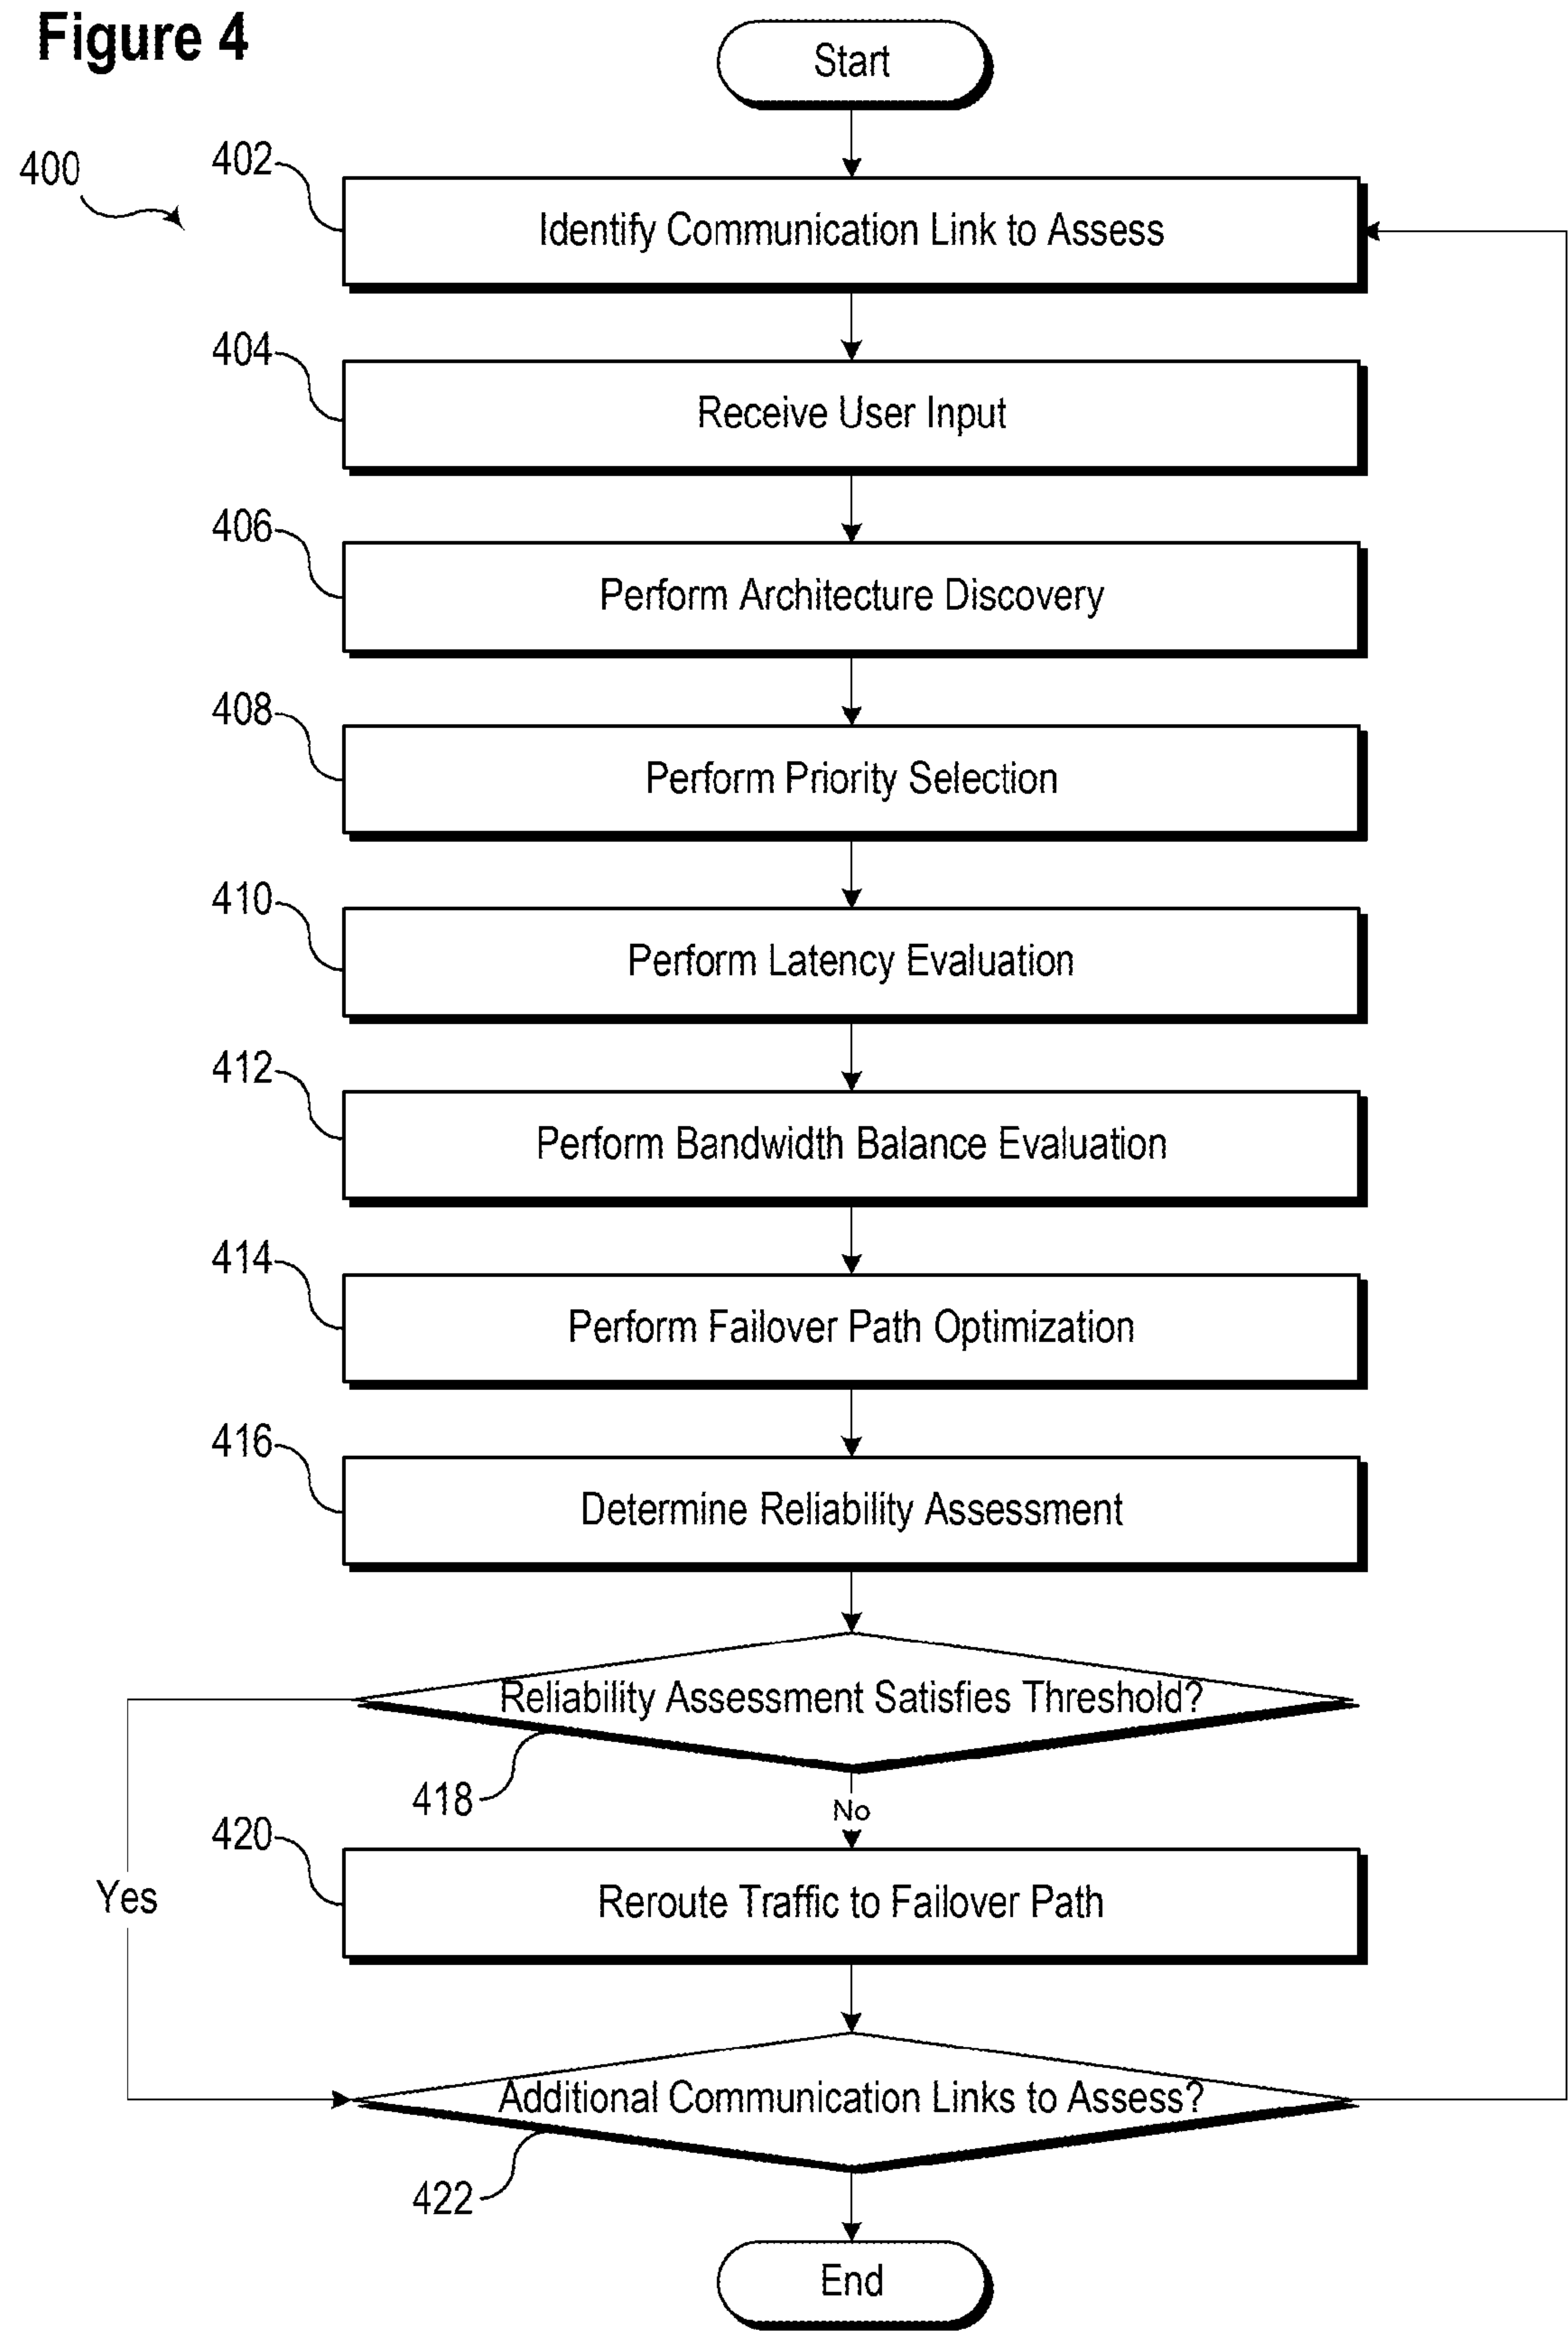 Figure 4
Start
400
402
Identify Communication Link to Assess
404
Receive User Input
406
Perform Architecture Discovery
408
Perform Priority Selection
410
Perform Latency Evaluation
412
Perform Bandwidth Balance Evaluation
414
Perform Failover Path Optimization
416
Determine Reliability Assessment
Reliability Assessment Satisfies Threshold?
418
No
420
Yes
Reroute Traffic to Failover Path
Additional Communication Links to Assess?
422
End